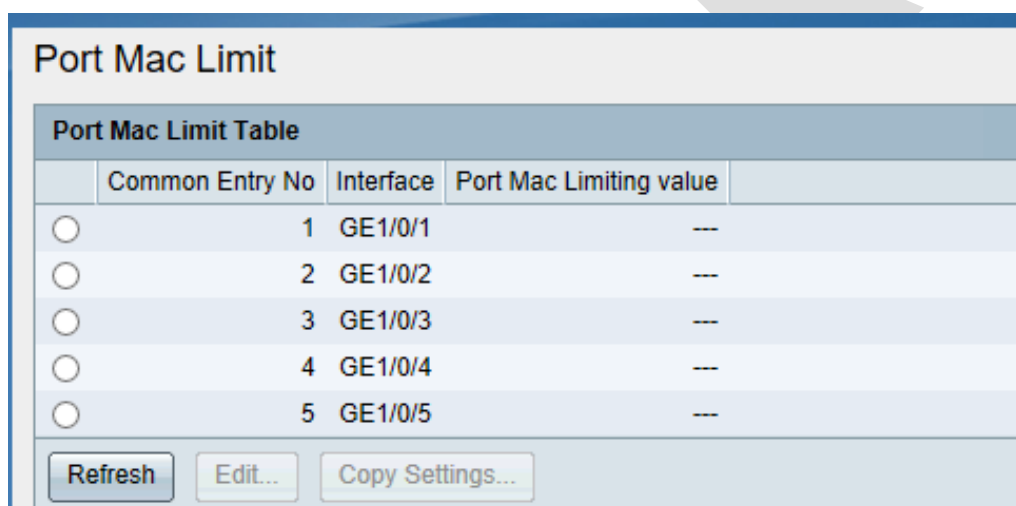 Port Mac Limit
Port Mac Limit Table
Common Entry No Interface Port Mac Limiting value
1 GE1/0/1 ---
2 GE1/0/2 ---
3 GE1/0/3 ---
4 GE1/0/4 ---
5 GE1/0/5 ---
Refresh Edit... Copy Settings...